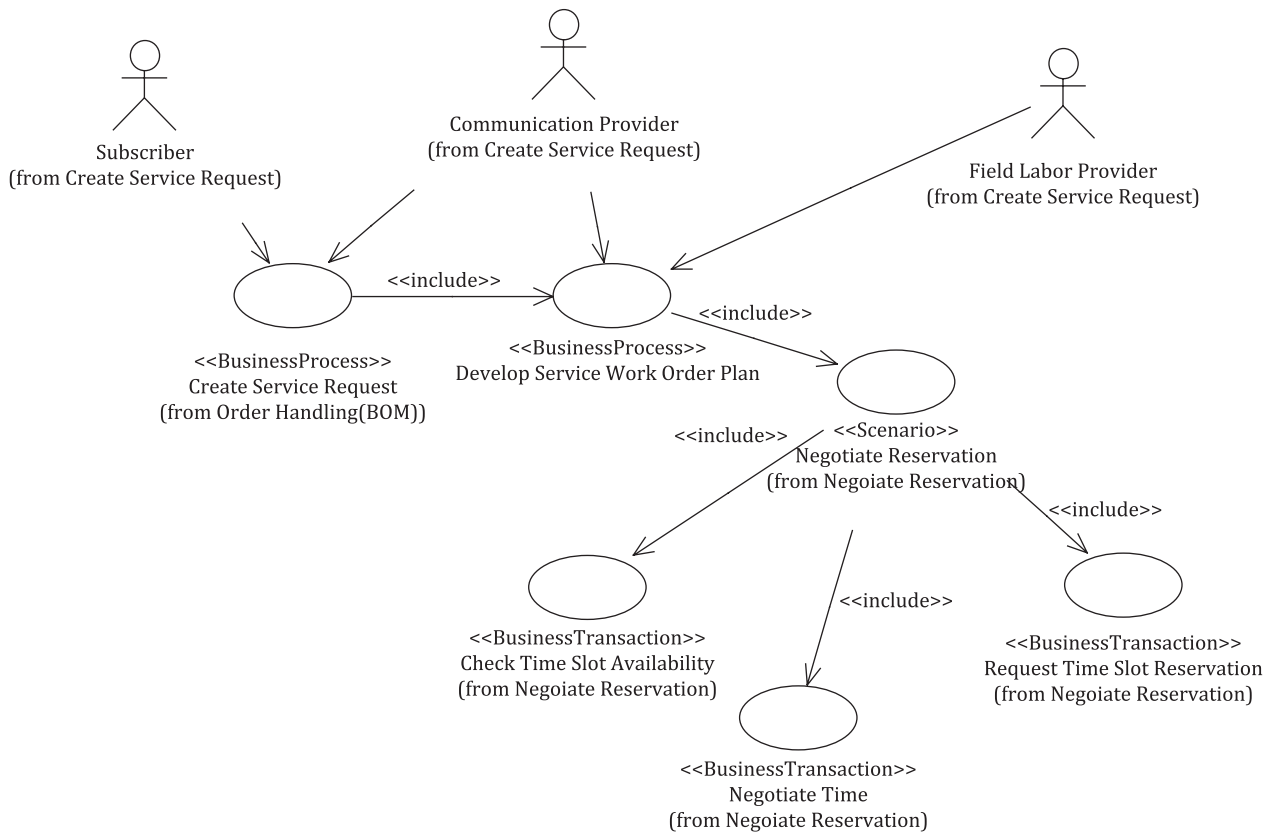 Subscriber
(from Create Service Request)
Communication Provider
(from Create Service Request)
Field Labor Provider
(from Create Service Request)
<<include>>
<<include>>
<<BusinessProcess>>
Create Service Request
(from Order Handling(BOM))
<<BusinessProcess>>
Develop Service Work Order Plan
<<include>>
<<Scenario>>
Negotiate Reservation
(from Negoiate Reservation)
<<include>>
<<include>>
<<BusinessTransaction>>
Check Time Slot Availability
(from Negoiate Reservation)
<<BusinessTransaction>>
Request Time Slot Reservation
(from Negoiate Reservation)
<<BusinessTransaction>>
Negotiate Time
(from Negoiate Reservation)